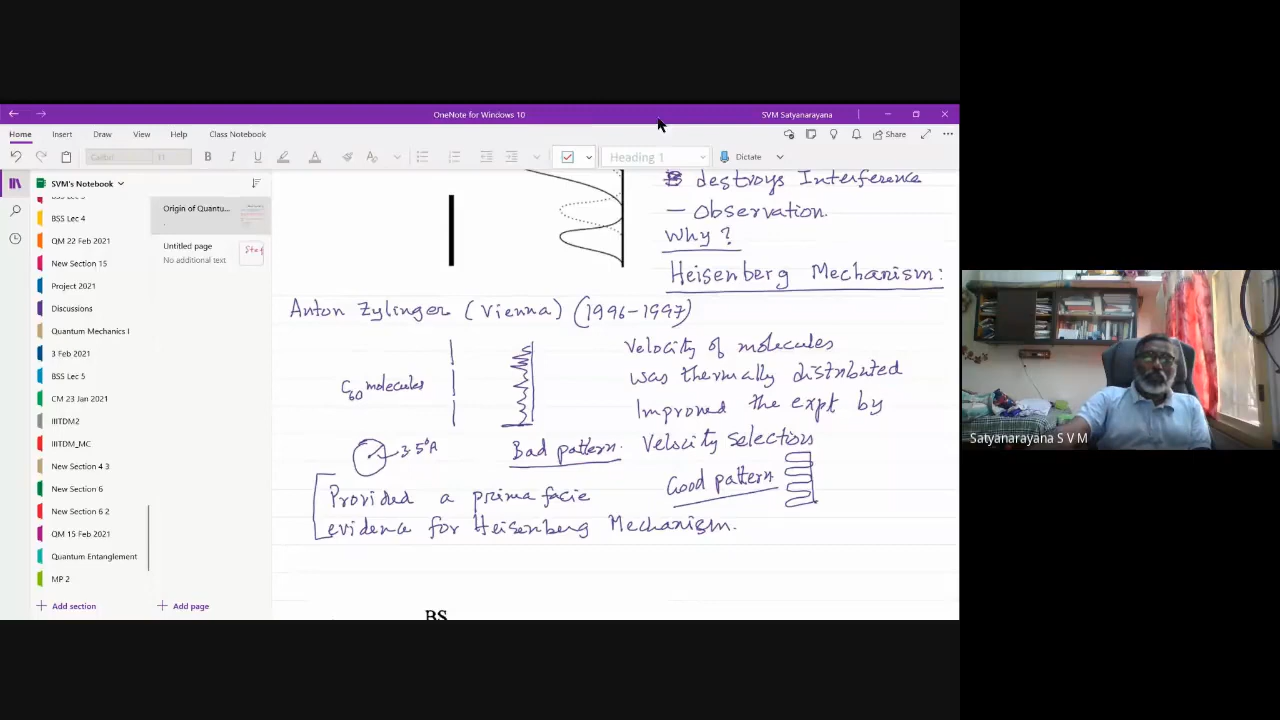 OneNote for Windows 10
SVM Satyanarayana
Home
Insert
Draw
View
Help
Class Notebook
Share
Calibri
11
B
I
U
A
Heading 1
Dictate
SVM's Notebook
BSS Lec 4
QM 22 Feb 2021
New Section 15
Project 2021
Discussions
Quantum Mechanics I
3 Feb 2021
BSS Lec 5
CM 23 Jan 2021
IIITDM2
IIITDM_MC
New Section 4 3
New Section 6
New Section 6 2
QM 15 Feb 2021
Quantum Entanglement
MP 2
Add section
Origin of Quantu...
Untitled page
No additional text
Add page
destroys Interference
— Observation.
Why?
Heisenberg Mechanism:
Anton Zylinger (Vienna) (1996-1997)
C60 molecules
3.5°A
Bad pattern.
Velocity of molecules
was thermally distributed
Improved the expt by
Velocity selection
Good pattern
Provided a prima facie
evidence for Heisenberg Mechanism.
BS
Satyanarayana S V M